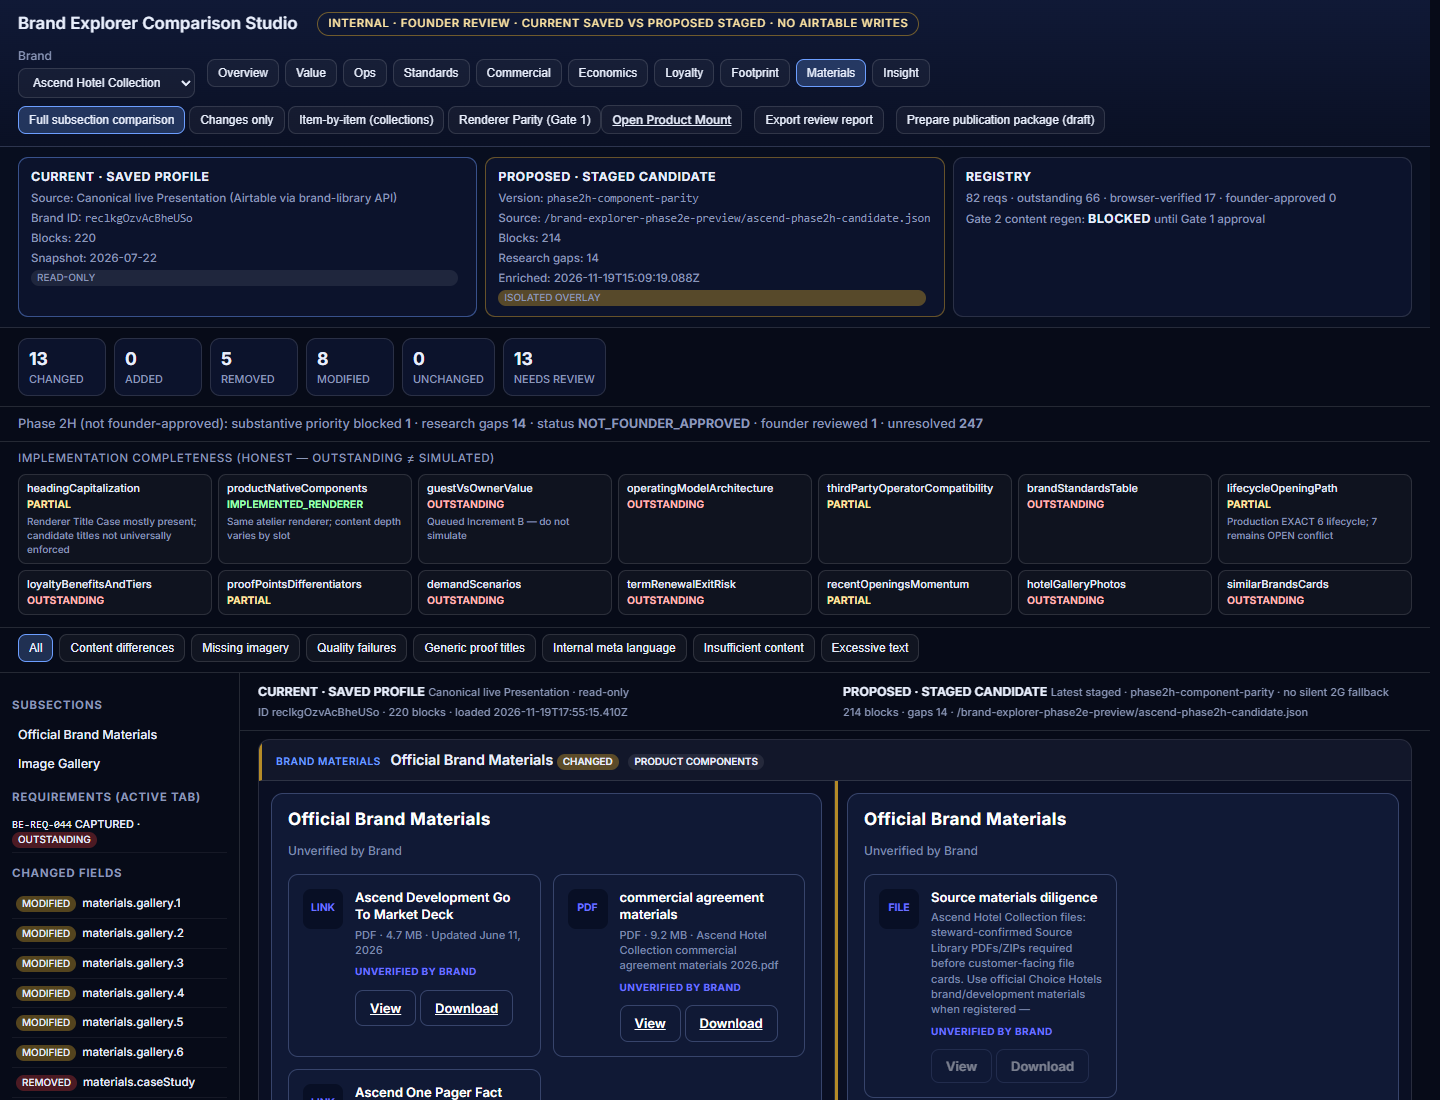 Brand Explorer Comparison Studio
INTERNAL · FOUNDER REVIEW · CURRENT SAVED VS PROPOSED STAGED · NO AIRTABLE WRITES
Brand
Ascend Hotel Collection
Overview
Value
Ops
Standards
Commercial
Economics
Loyalty
Footprint
Materials
Insight
Full subsection comparison
Changes only
Item-by-item (collections)
Renderer Parity (Gate 1)
Open Product Mount
Export review report
Prepare publication package (draft)
CURRENT · SAVED PROFILE
Source: Canonical live Presentation (Airtable via brand-library API)
Brand ID: reclkgOzvAcBheUSo
Blocks: 220
Snapshot: 2026-07-22
READ-ONLY
PROPOSED · STAGED CANDIDATE
Version: phase2h-component-parity
Source: /brand-explorer-phase2e-preview/ascend-phase2h-candidate.json
Blocks: 214
Research gaps: 14
Enriched: 2026-11-19T15:09:19.088Z
ISOLATED OVERLAY
REGISTRY
82 reqs · outstanding 66 · browser-verified 17 · founder-approved 0
Gate 2 content regen: BLOCKED until Gate 1 approval
13
CHANGED
0
ADDED
5
REMOVED
8
MODIFIED
0
UNCHANGED
13
NEEDS REVIEW
Phase 2H (not founder-approved): substantive priority blocked 1 · research gaps 14 · status NOT_FOUNDER_APPROVED · founder reviewed 1 · unresolved 247
IMPLEMENTATION COMPLETENESS (HONEST — OUTSTANDING ≠ SIMULATED)
headingCapitalization
PARTIAL
Renderer Title Case mostly present;
candidate titles not universally
enforced
productNativeComponents
IMPLEMENTED_RENDERER
Same atelier renderer; content depth
varies by slot
guestVsOwnerValue
OUTSTANDING
Queued Increment B — do not
simulate
operatingModelArchitecture
OUTSTANDING
thirdPartyOperatorCompatibility
PARTIAL
brandStandardsTable
OUTSTANDING
lifecycleOpeningPath
PARTIAL
Production EXACT 6 lifecycle; 7
remains OPEN conflict
loyaltyBenefitsAndTiers
OUTSTANDING
proofPointsDifferentiators
PARTIAL
demandScenarios
OUTSTANDING
termRenewalExitRisk
OUTSTANDING
recentOpeningsMomentum
PARTIAL
hotelGalleryPhotos
OUTSTANDING
similarBrandsCards
OUTSTANDING
All
Content differences
Missing imagery
Quality failures
Generic proof titles
Internal meta language
Insufficient content
Excessive text
SUBSECTIONS
Official Brand Materials
Image Gallery
REQUIREMENTS (ACTIVE TAB)
BE-REQ-044 CAPTURED ·
OUTSTANDING
CHANGED FIELDS
MODIFIED materials.gallery.1
MODIFIED materials.gallery.2
MODIFIED materials.gallery.3
MODIFIED materials.gallery.4
MODIFIED materials.gallery.5
MODIFIED materials.gallery.6
REMOVED materials.caseStudy
CURRENT · SAVED PROFILE Canonical live Presentation · read-only
ID reclkgOzvAcBheUSo · 220 blocks · loaded 2026-11-19T17:55:15.410Z
PROPOSED · STAGED CANDIDATE Latest staged · phase2h-component-parity · no silent 2G fallback
214 blocks · gaps 14 · /brand-explorer-phase2e-preview/ascend-phase2h-candidate.json
BRAND MATERIALS Official Brand Materials CHANGED PRODUCT COMPONENTS
Official Brand Materials
Unverified by Brand
LINK
Ascend Development Go
To Market Deck
PDF · 4.7 MB · Updated June 11,
2026
UNVERIFIED BY BRAND
View
Download
PDF
commercial agreement
materials
PDF · 9.2 MB · Ascend Hotel
Collection commercial
agreement materials 2026.pdf
UNVERIFIED BY BRAND
View
Download
LINK
Ascend One Pager Fact
Official Brand Materials
Unverified by Brand
FILE
Source materials diligence
Ascend Hotel Collection files:
steward-confirmed Source
Library PDFs/ZIPs required
before customer-facing file
cards. Use official Choice Hotels
brand/development materials
when registered —
UNVERIFIED BY BRAND
View
Download